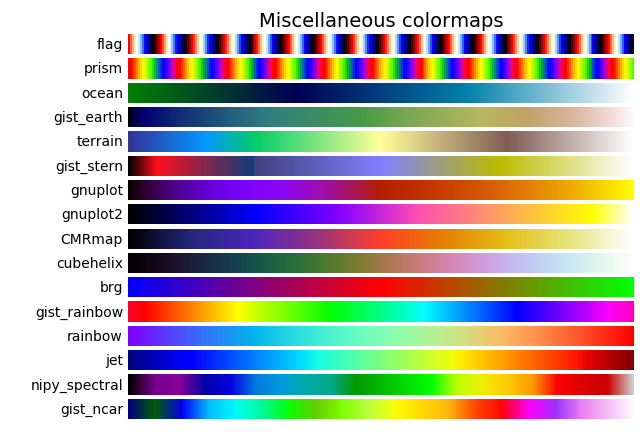 Miscellaneous colormaps
flag
prism
ocean
gist_earth
terrain
gist_stern
gnuplot
gnuplot2
CMRmap
cubehelix
brg
gist_rainbow
rainbow
jet
nipy_spectral
gist_ncar